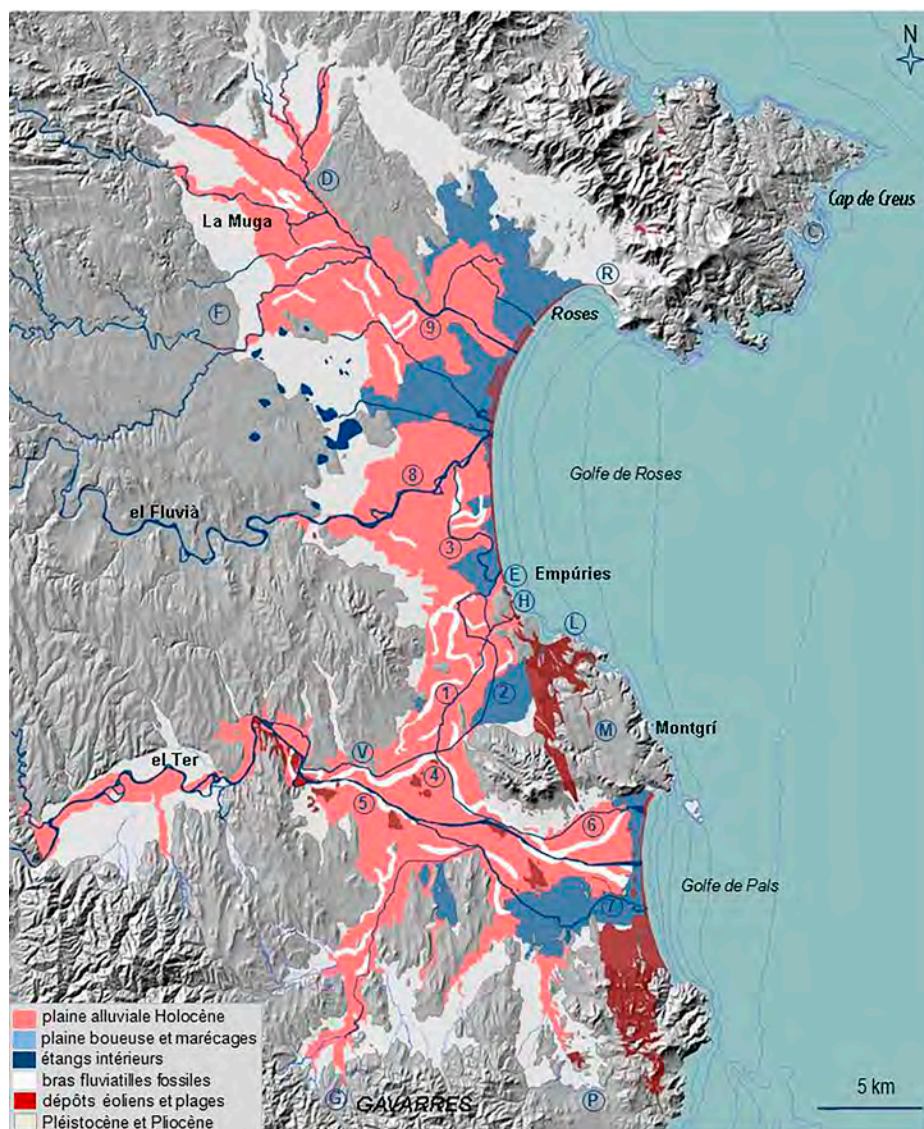 N
Cap de Creus
C
D
La Muga
R
F
Roses
9
Golfe de Roses
8
el Fluvià
3
E
Empúries
H
L
1
2
M
Montgrí
V
el Ter
4
5
6
Golfe de Pals
7
plaine alluviale Holocène
plaine boueuse et marécages
étangs intérieurs
bras fluviatilles fossiles
dépôts éoliens et plages
Pléistocène et Pliocène
G
GAVARRES
P
5 km